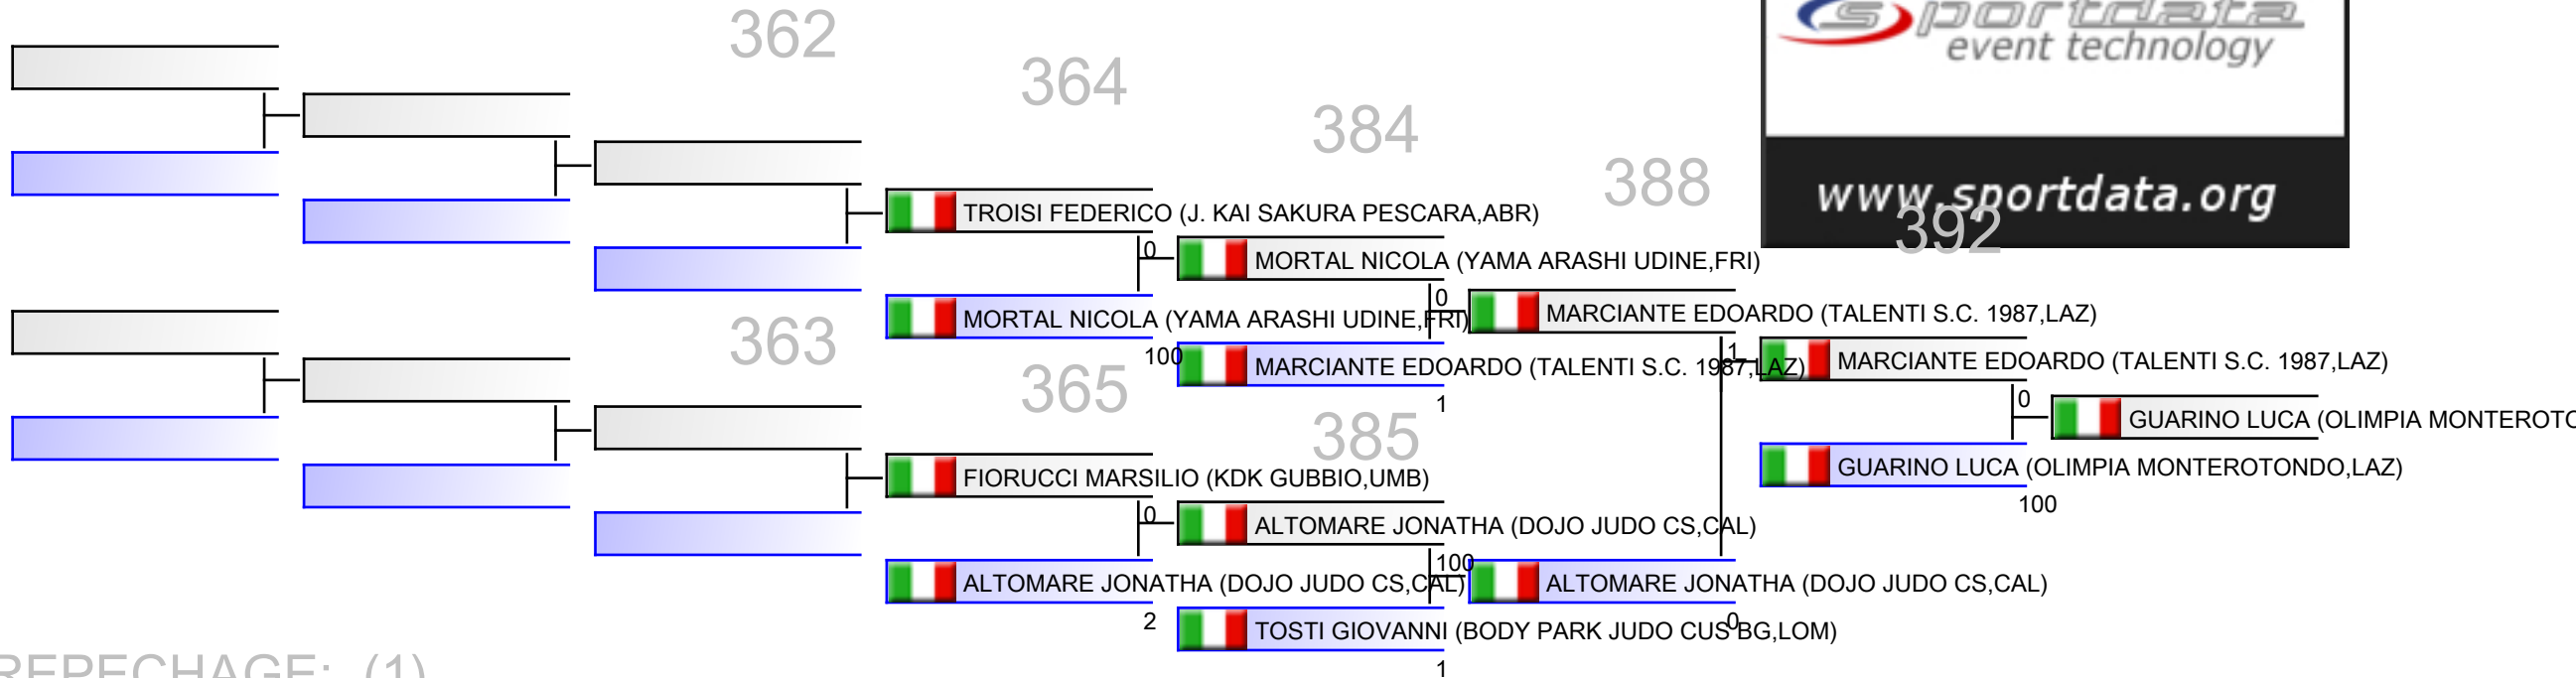 sportdata
event technology
www.sportdata.org
362
364
384
388
392
TROISI FEDERICO (J. KAI SAKURA PESCARA,ABR)
0
MORTAL NICOLA (YAMA ARASHI UDINE,FRI)
0
MORTAL NICOLA (YAMA ARASHI UDINE,FRI)
100
MARCIANTE EDOARDO (TALENTI S.C. 1987,LAZ)
1
MARCIANTE EDOARDO (TALENTI S.C. 1987,LAZ)
1
MARCIANTE EDOARDO (TALENTI S.C. 1987,LAZ)
0
GUARINO LUCA (OLIMPIA MONTEROTO
GUARINO LUCA (OLIMPIA MONTEROTONDO,LAZ)
100
363
365
385
FIORUCCI MARSILIO (KDK GUBBIO,UMB)
0
ALTOMARE JONATHA (DOJO JUDO CS,CAL)
100
ALTOMARE JONATHA (DOJO JUDO CS,CAL)
2
ALTOMARE JONATHA (DOJO JUDO CS,CAL)
0
TOSTI GIOVANNI (BODY PARK JUDO CUS BG,LOM)
1
REPECHAGE: (1)